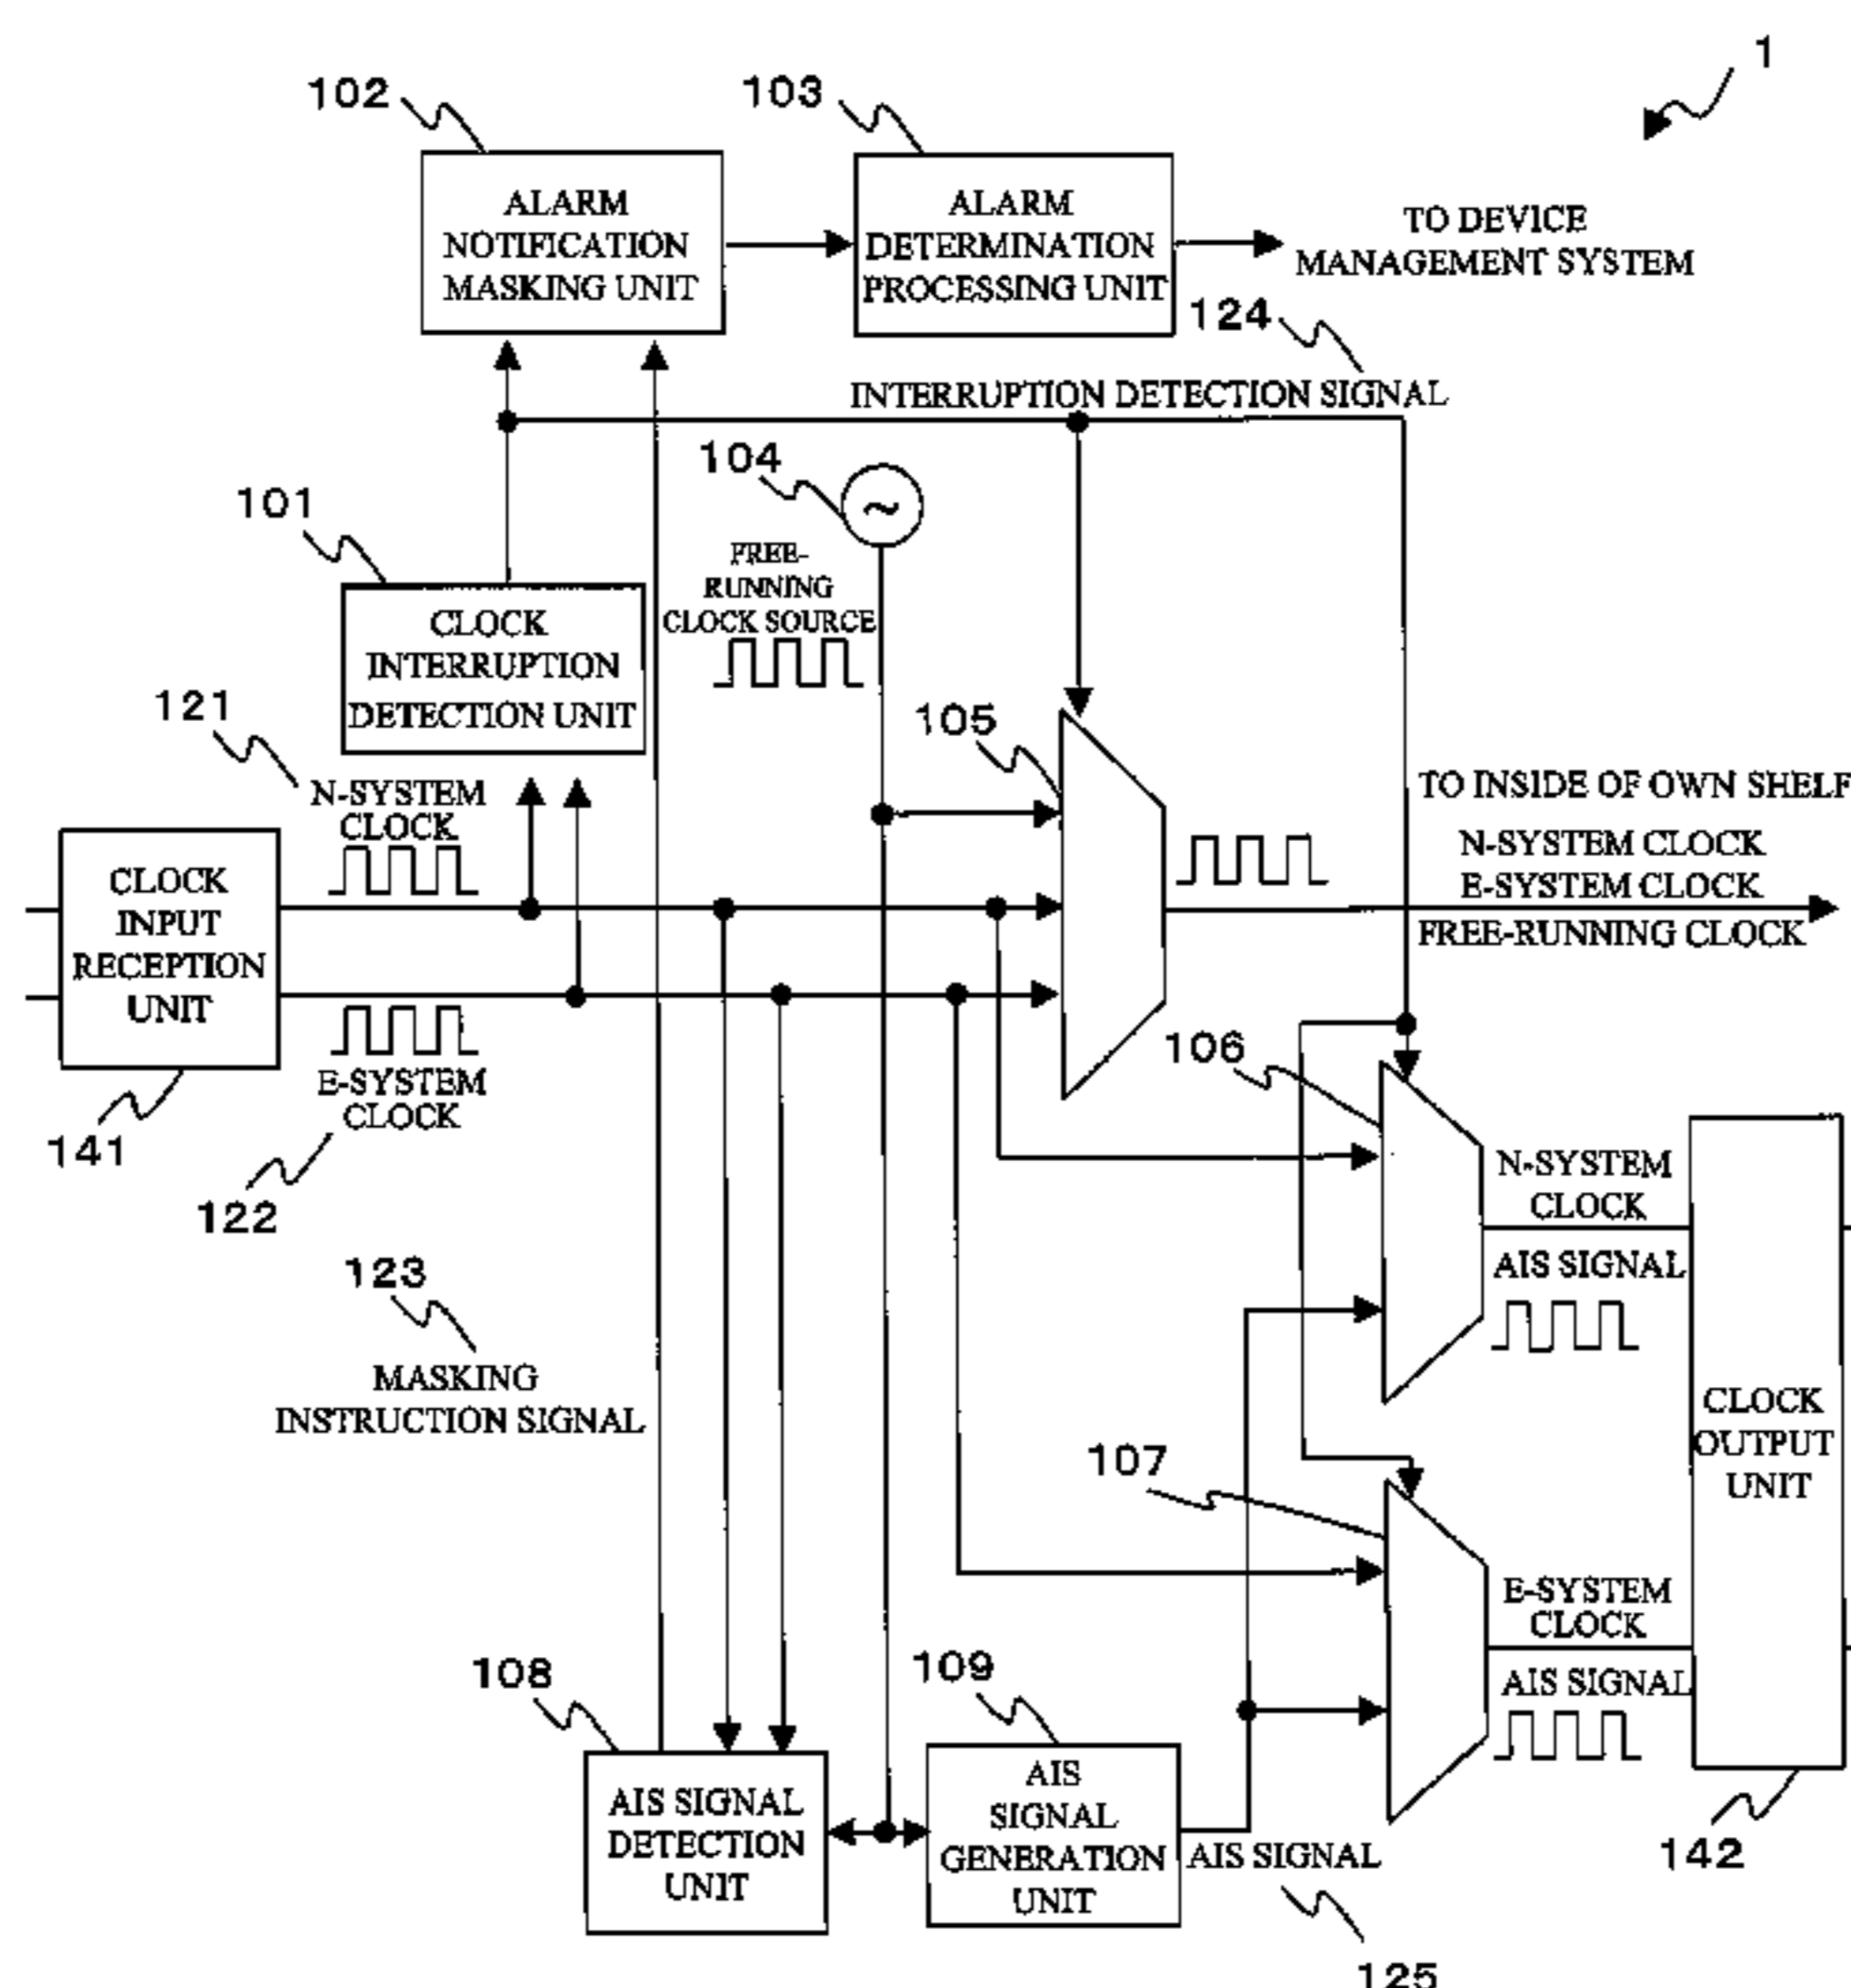 1
102
103
ALARM
NOTIFICATION
MASKING UNIT
ALARM
DETERMINATION
PROCESSING UNIT
TO DEVICE
MANAGEMENT SYSTEM
124
INTERRUPTION DETECTION SIGNAL
104
~
101
FREE-
RUNNING
CLOCK SOURCE
CLOCK
INTERRUPTION
DETECTION UNIT
121
105
N-SYSTEM
CLOCK
TO INSIDE OF OWN SHELF
N-SYSTEM CLOCK
E-SYSTEM CLOCK
FREE-RUNNING CLOCK
CLOCK
INPUT
RECEPTION
UNIT
E-SYSTEM
CLOCK
141
122
106
N-SYSTEM
CLOCK
AIS SIGNAL
123
MASKING
INSTRUCTION SIGNAL
CLOCK
OUTPUT
UNIT
107
E-SYSTEM
CLOCK
AIS SIGNAL
108
109
AIS SIGNAL
DETECTION
UNIT
AIS
SIGNAL
GENERATION
UNIT
AIS SIGNAL
142
125